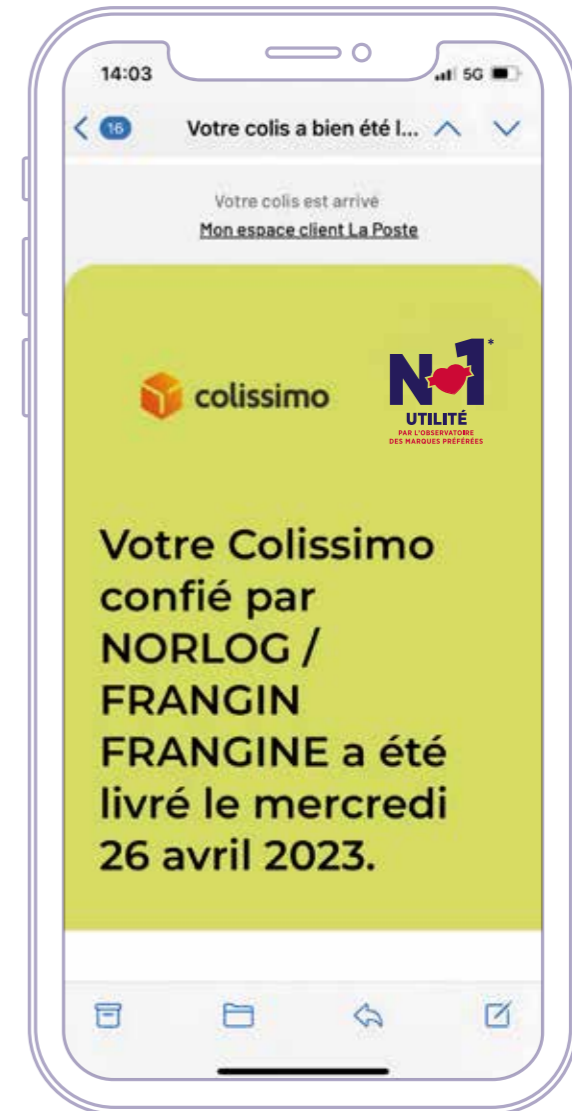 14:03
5G
16
Votre colis a bien été l...
Votre colis est arrivé
Mon espace client La Poste
colissimo
N°1*
UTILITÉ
PAR L'OBSERVATOIRE
DES MARQUES PRÉFÉRÉES
Votre Colissimo
confié par
NORLOG /
FRANGIN
FRANGINE a été
livré le mercredi
26 avril 2023.